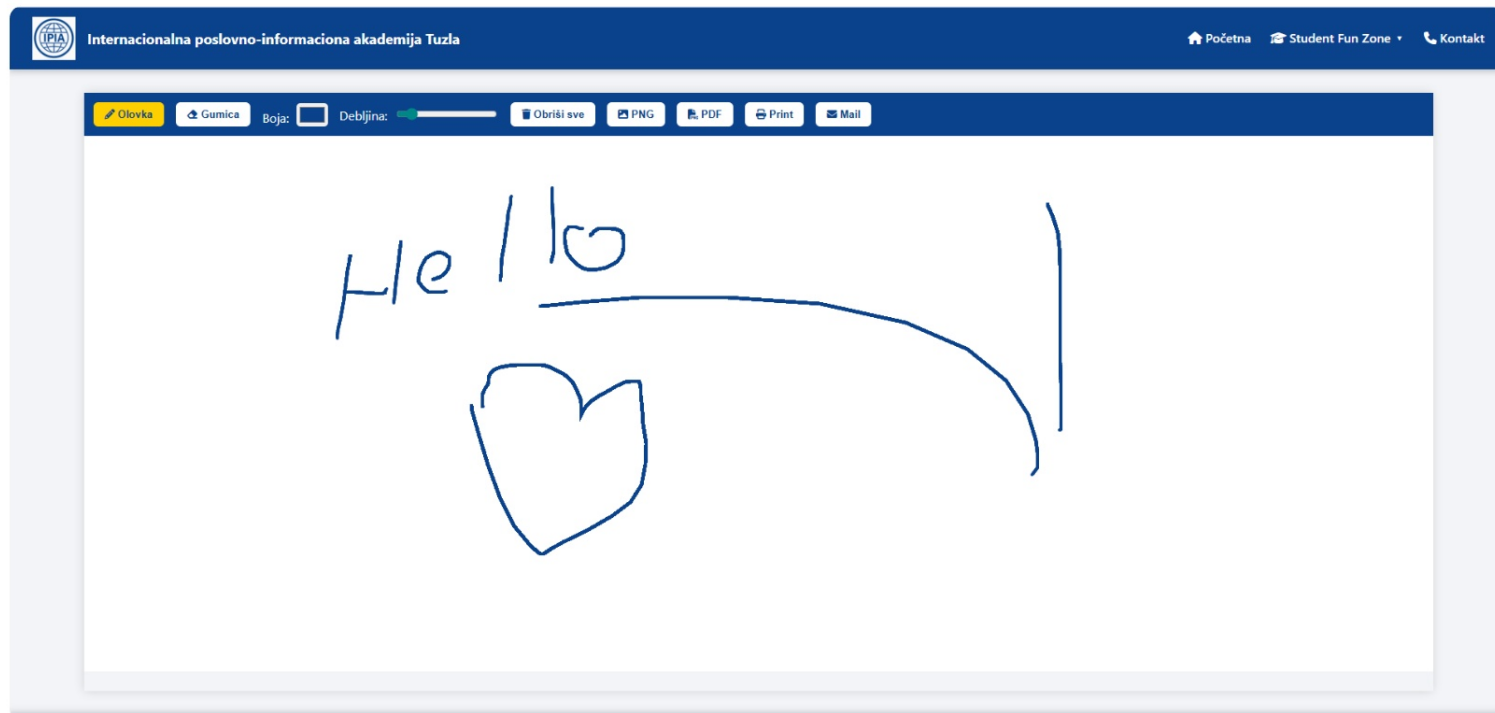 IPIA
Internacionalna poslovno-informaciona akademija Tuzla
Početna Student Fun Zone Kontakt
Olovka Gumica Boja: Debljina: Obriši sve PNG PDF Print Mail
Hello